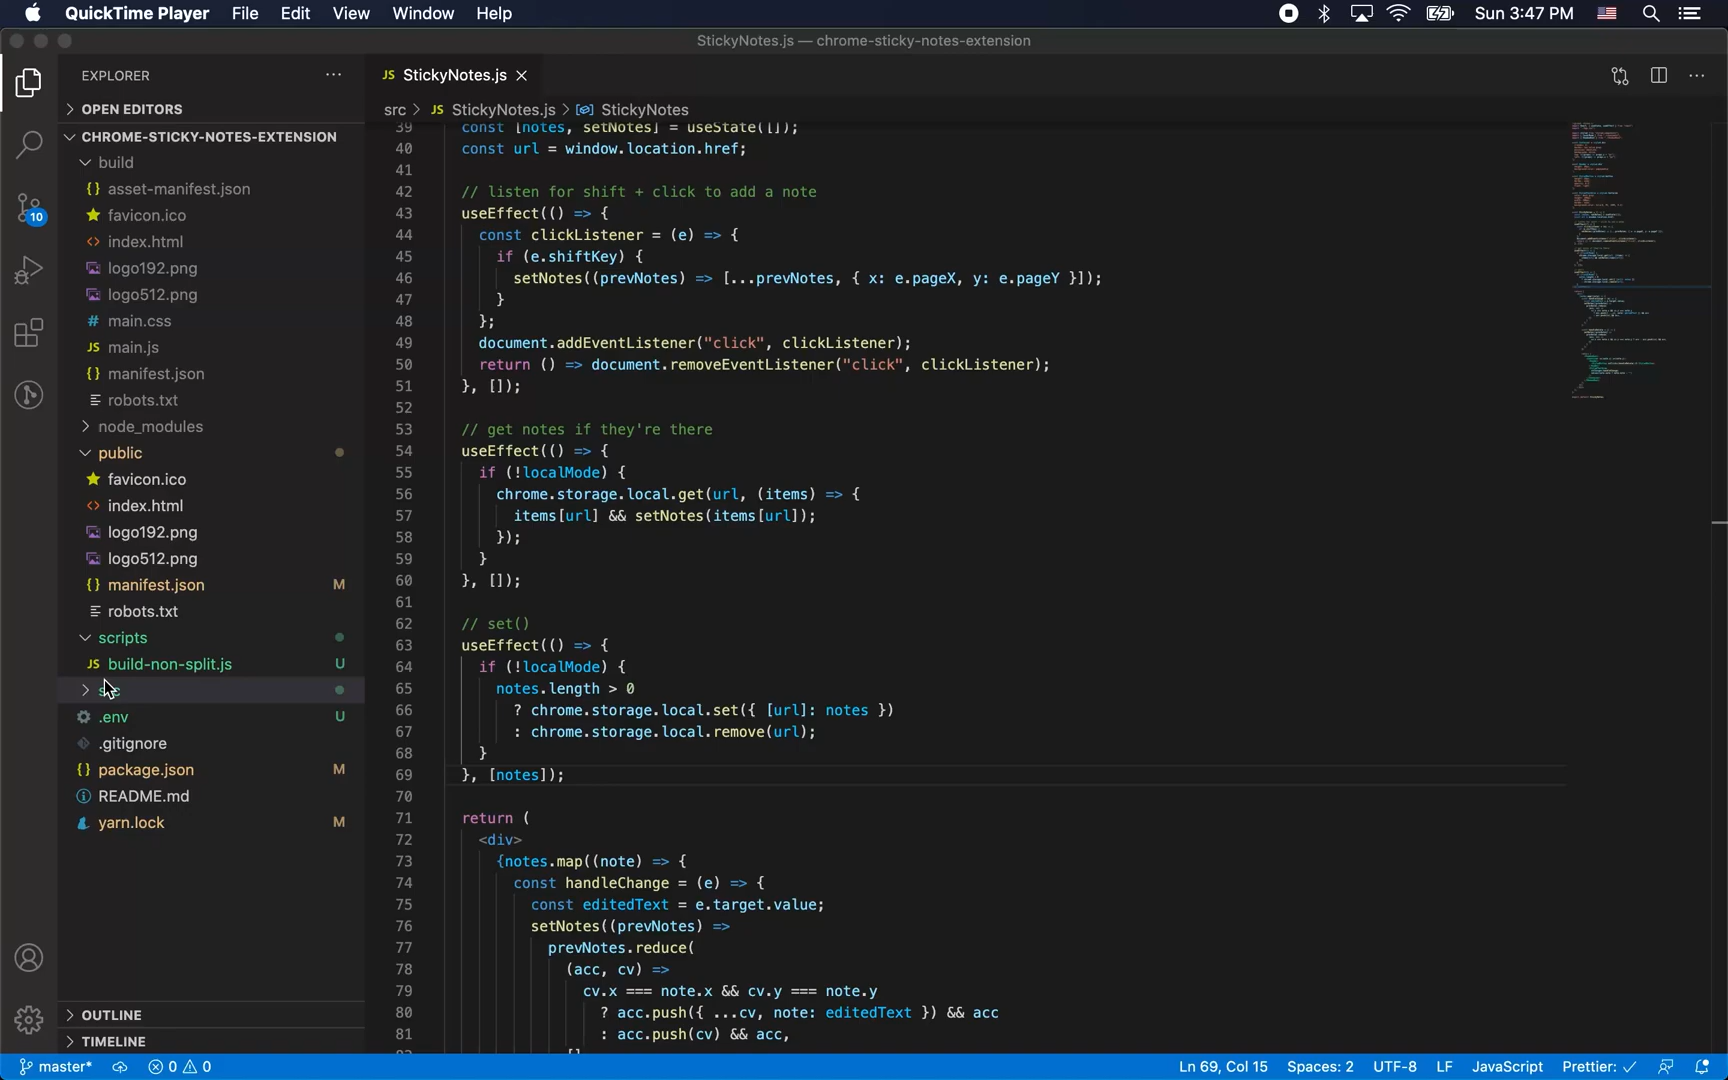 QuickTime Player File Edit View Window Help Sun 3:47 PM
StickyNotes.js — chrome-sticky-notes-extension
EXPLORER
JS StickyNotes.js
OPEN EDITORS
src > JS StickyNotes.js > StickyNotes
CHROME-STICKY-NOTES-EXTENSION
build
{} asset-manifest.json
favicon.ico
<> index.html
logo192.png
logo512.png
# main.css
JS main.js
{} manifest.json
robots.txt
node_modules
public
favicon.ico
<> index.html
logo192.png
logo512.png
{} manifest.json M
robots.txt
scripts
JS build-non-split.js U
src
.env U
.gitignore
{} package.json M
README.md
yarn.lock M
OUTLINE
TIMELINE
10
39 const [notes, setNotes] = useState([]);
40 const url = window.location.href;
41
42 // listen for shift + click to add a note
43 useEffect(() => {
44 const clickListener = (e) => {
45 if (e.shiftKey) {
46 setNotes((prevNotes) => [...prevNotes, { x: e.pageX, y: e.pageY }]);
47 }
48 };
49 document.addEventListener("click", clickListener);
50 return () => document.removeEventListener("click", clickListener);
51 }, []);
52
53 // get notes if they're there
54 useEffect(() => {
55 if (!localMode) {
56 chrome.storage.local.get(url, (items) => {
57 items[url] && setNotes(items[url]);
58 });
59 }
60 }, []);
61
62 // set()
63 useEffect(() => {
64 if (!localMode) {
65 notes.length > 0
66 ? chrome.storage.local.set({ [url]: notes })
67 : chrome.storage.local.remove(url);
68 }
69 }, [notes]);
70
71 return (
72 <div>
73 {notes.map((note) => {
74 const handleChange = (e) => {
75 const editedText = e.target.value;
76 setNotes((prevNotes) =>
77 prevNotes.reduce(
78 (acc, cv) =>
79 cv.x === note.x && cv.y === note.y
80 ? acc.push({ ...cv, note: editedText }) && acc
81 : acc.push(cv) && acc,
master* 0 0 Ln 69, Col 15 Spaces: 2 UTF-8 LF JavaScript Prettier: ✓